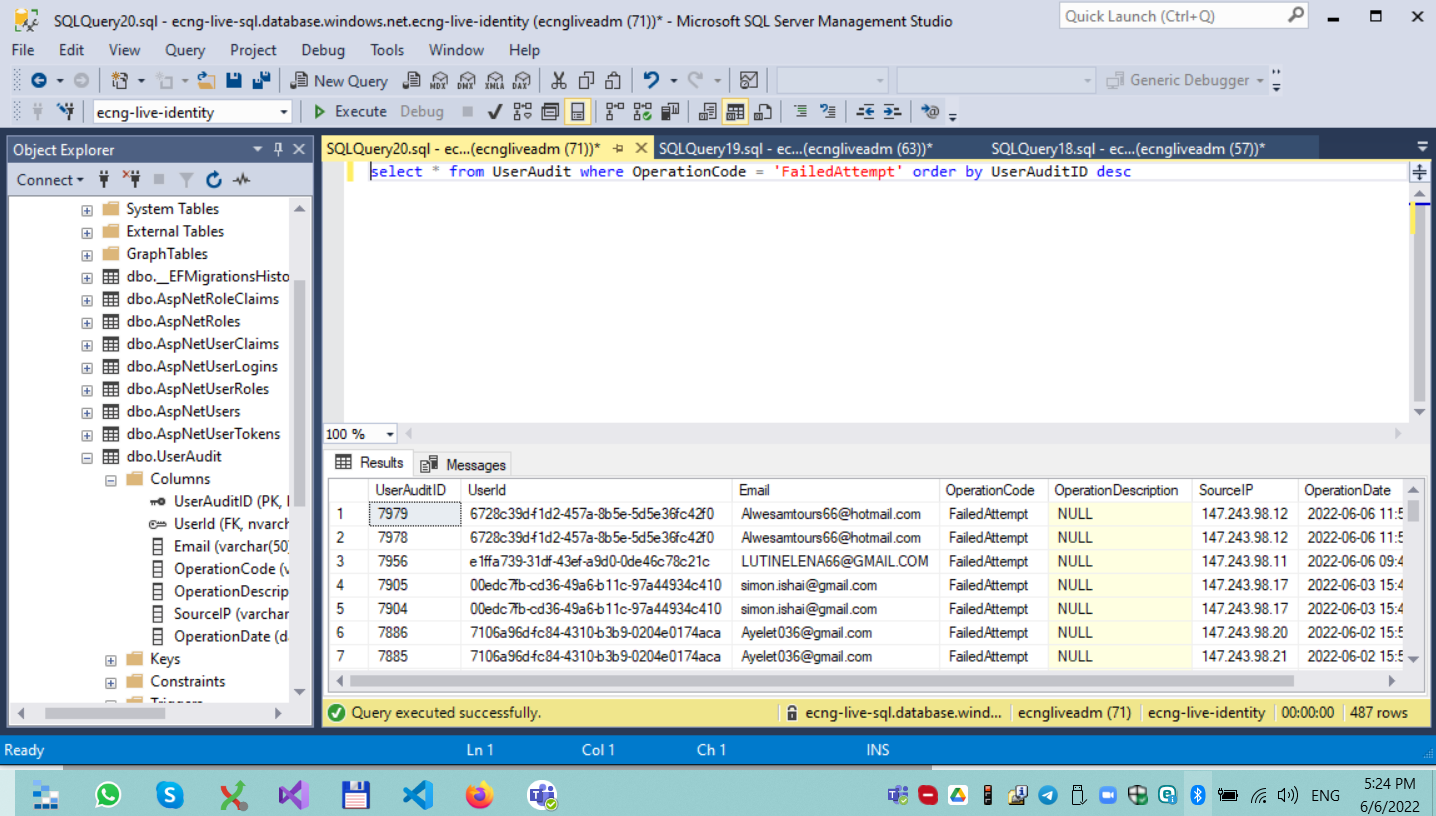 SQLQuery20.sql - ecng-live-sql.database.windows.net.ecng-live-identity (ecngliveadm (71))* - Microsoft SQL Server Management Studio
Quick Launch (Ctrl+Q)
File Edit View Query Project Debug Tools Window Help
New Query MDX DMX XMLA DAX Generic Debugger
ecng-live-identity Execute Debug
Object Explorer
Connect
System Tables
External Tables
GraphTables
dbo.__EFMigrationsHisto
dbo.AspNetRoleClaims
dbo.AspNetRoles
dbo.AspNetUserClaims
dbo.AspNetUserLogins
dbo.AspNetUserRoles
dbo.AspNetUsers
dbo.AspNetUserTokens
dbo.UserAudit
Columns
UserAuditID (PK,
UserId (FK, nvarch
Email (varchar(50)
OperationCode (v
OperationDescrip
SourceIP (varchar
OperationDate (d
Keys
Constraints
Triggers
SQLQuery20.sql - ec...(ecngliveadm (71))* SQLQuery19.sql - ec...(ecngliveadm (63))* SQLQuery18.sql - ec...(ecngliveadm (57))*
select * from UserAudit where OperationCode = 'FailedAttempt' order by UserAuditID desc
100 %
Results Messages
UserAuditID UserId Email OperationCode OperationDescription SourceIP OperationDate
1 7979 6728c39d-f1d2-457a-8b5e-5d5e36fc42f0 Alwesamtours66@hotmail.com FailedAttempt NULL 147.243.98.12 2022-06-06 11:5
2 7978 6728c39d-f1d2-457a-8b5e-5d5e36fc42f0 Alwesamtours66@hotmail.com FailedAttempt NULL 147.243.98.12 2022-06-06 11:5
3 7956 e1ffa739-31df-43ef-a9d0-0de46c78c21c LUTINELENA66@GMAIL.COM FailedAttempt NULL 147.243.98.11 2022-06-06 09:4
4 7905 00edc7fb-cd36-49a6-b11c-97a44934c410 simon.ishai@gmail.com FailedAttempt NULL 147.243.98.17 2022-06-03 15:4
5 7904 00edc7fb-cd36-49a6-b11c-97a44934c410 simon.ishai@gmail.com FailedAttempt NULL 147.243.98.17 2022-06-03 15:4
6 7886 7106a96d-fc84-4310-b3b9-0204e0174aca Ayelet036@gmail.com FailedAttempt NULL 147.243.98.20 2022-06-02 15:5
7 7885 7106a96d-fc84-4310-b3b9-0204e0174aca Ayelet036@gmail.com FailedAttempt NULL 147.243.98.21 2022-06-02 15:5
Query executed successfully. ecng-live-sql.database.wind... ecngliveadm (71) ecng-live-identity 00:00:00 487 rows
Ready Ln 1 Col 1 Ch 1 INS
ENG
5:24 PM
6/6/2022